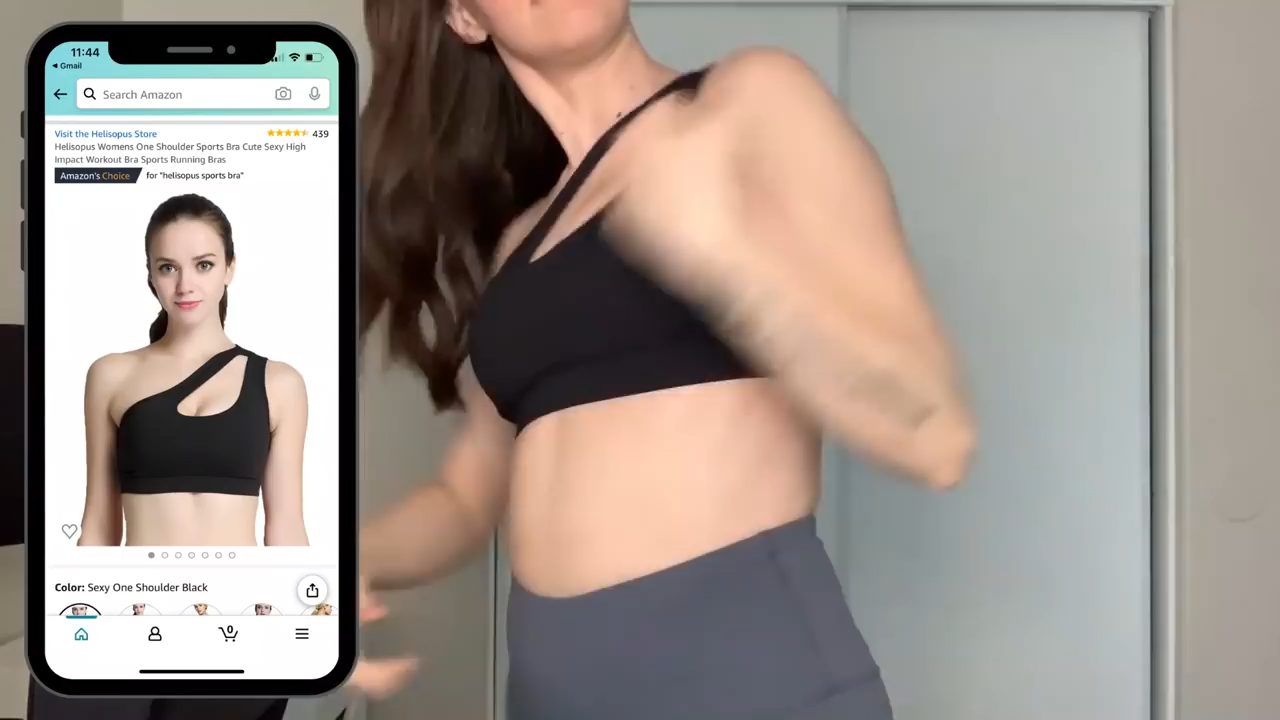 11:44
Gmail
Search Amazon
Visit the Helisopus Store
439
Helisopus Womens One Shoulder Sports Bra Cute Sexy High
Impact Workout Bra Sports Running Bras
Amazon's Choice for "helisopus sports bra"
Color: Sexy One Shoulder Black
0